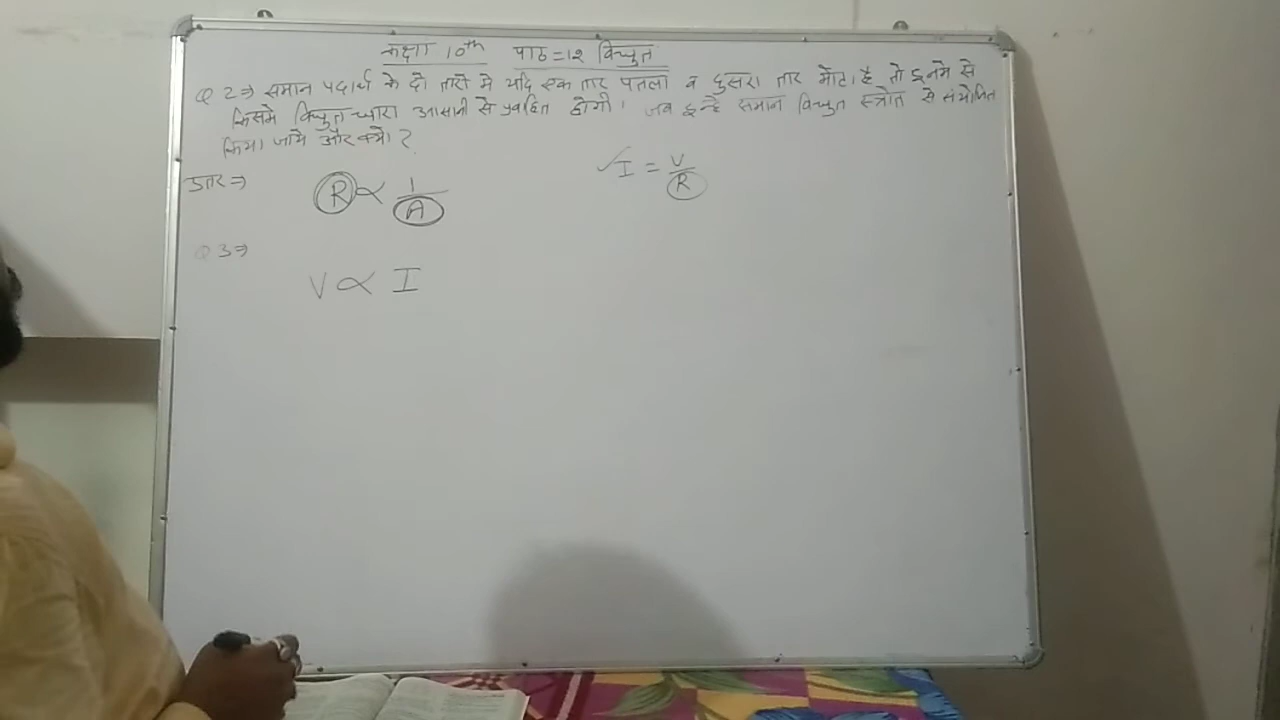 कक्षा 10th पाठ=12 विद्युत
Q 2⇒ समान पदार्थ के दो तारो मे यदि एक तार पतला व दुसरा तार मोटा है तो इनमे से
किसमे विद्युत धारा आसानी से प्रवाहित होगी। जब इन्हे समान विद्युत स्त्रोत से संयोजित
किया जाये और क्यो?
उत्तर⇒ R ∝ 1/A
✓I = V/R
Q 3⇒
V ∝ I